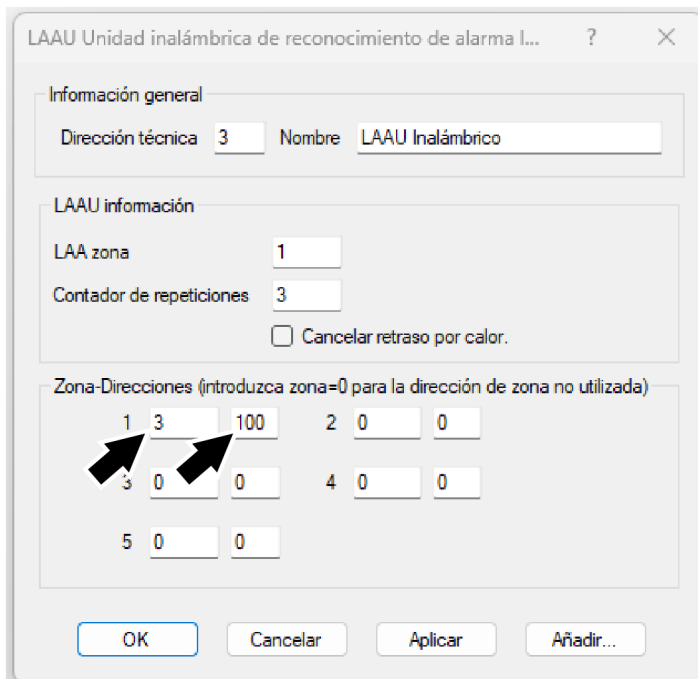 LAAU Unidad inalámbrica de reconocimiento de alarma l... ? ×
Información general
Dirección técnica 3 Nombre LAAU Inalámbrico
LAAU información
LAA zona 1
Contador de repeticiones 3
Cancelar retraso por calor.
Zona-Direcciones (introduzca zona=0 para la dirección de zona no utilizada)
1 3 100 2 0 0
3 0 0 4 0 0
5 0 0
OK Cancelar Aplicar Añadir...